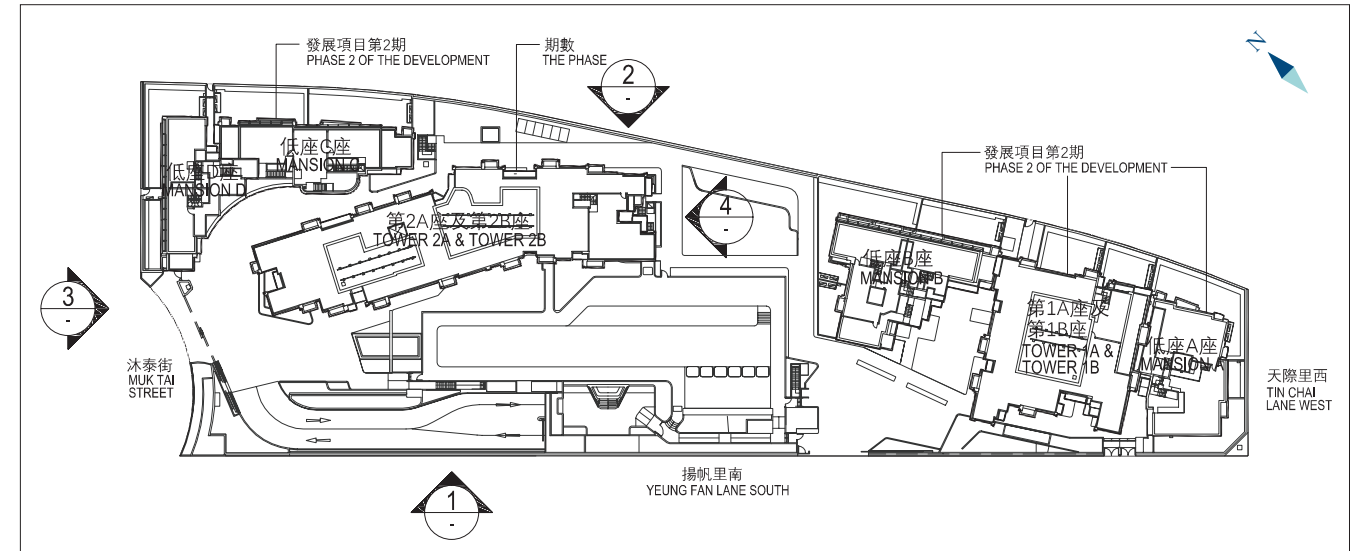 發展項目第2期
PHASE 2 OF THE DEVELOPMENT
期數
THE PHASE
N
2
-
低座C座
MANSION C
低座D座
MANSION D
發展項目第2期
PHASE 2 OF THE DEVELOPMENT
4
-
第2A座及第2B座
TOWER 2A & TOWER 2B
低座B座
MANSION B
3
-
第1A座及
第1B座
TOWER 1A &
TOWER 1B
低座A座
MANSION A
沐泰街
MUK TAI
STREET
天際里西
TIN CHAI
LANE WEST
揚帆里南
YEUNG FAN LANE SOUTH
1
-